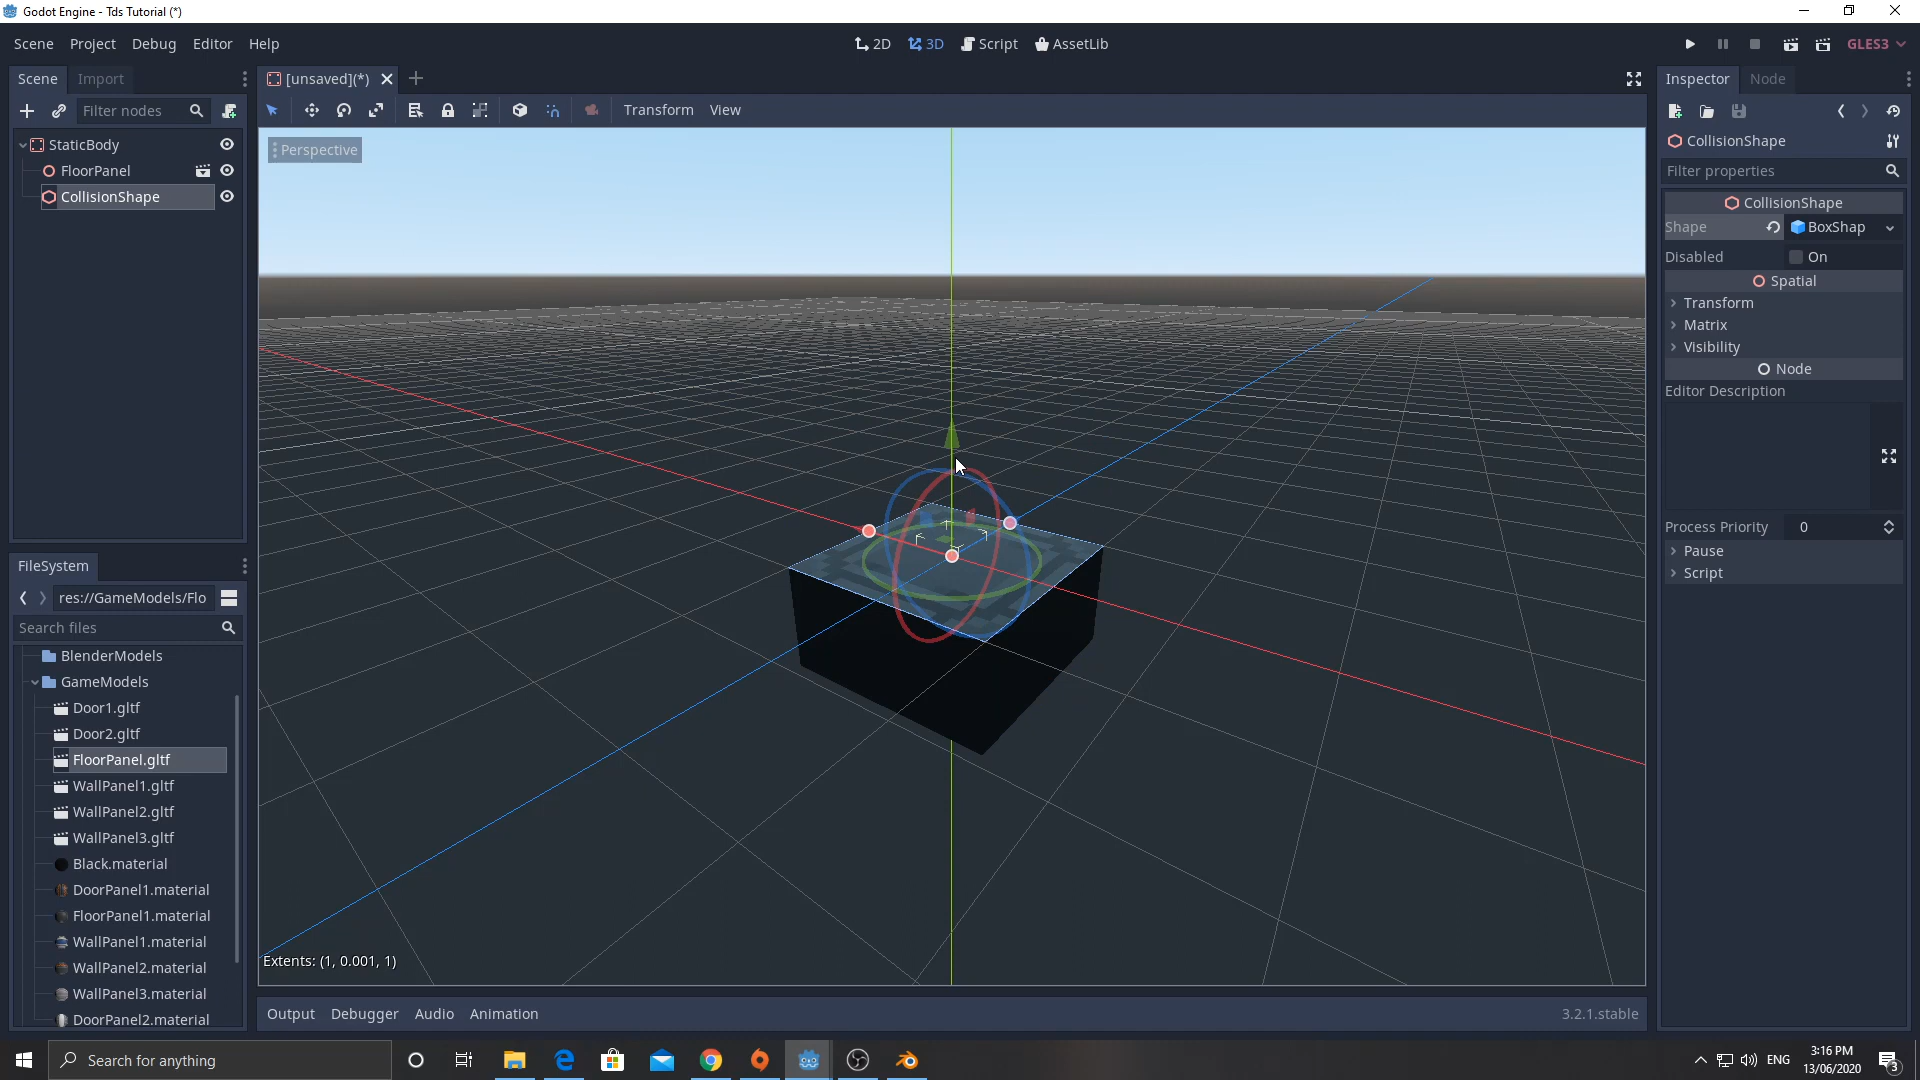 Godot Engine - Tds Tutorial (*)
Scene Project Debug Editor Help
2D 3D Script AssetLib
GLES3
Scene Import
[unsaved](*)
Inspector Node
Filter nodes
Transform View
StaticBody
FloorPanel
CollisionShape
Perspective
Extents: (1, 0.001, 1)
CollisionShape
Filter properties
CollisionShape
Shape BoxShap
Disabled On
Spatial
Transform
Matrix
Visibility
Node
Editor Description
Process Priority 0
Pause
Script
FileSystem
res://GameModels/Flo
Search files
BlenderModels
GameModels
Door1.gltf
Door2.gltf
FloorPanel.gltf
WallPanel1.gltf
WallPanel2.gltf
WallPanel3.gltf
Black.material
DoorPanel1.material
FloorPanel1.material
WallPanel1.material
WallPanel2.material
WallPanel3.material
DoorPanel2.material
Output Debugger Audio Animation
3.2.1.stable
Search for anything
ENG
3:16 PM
13/06/2020
3